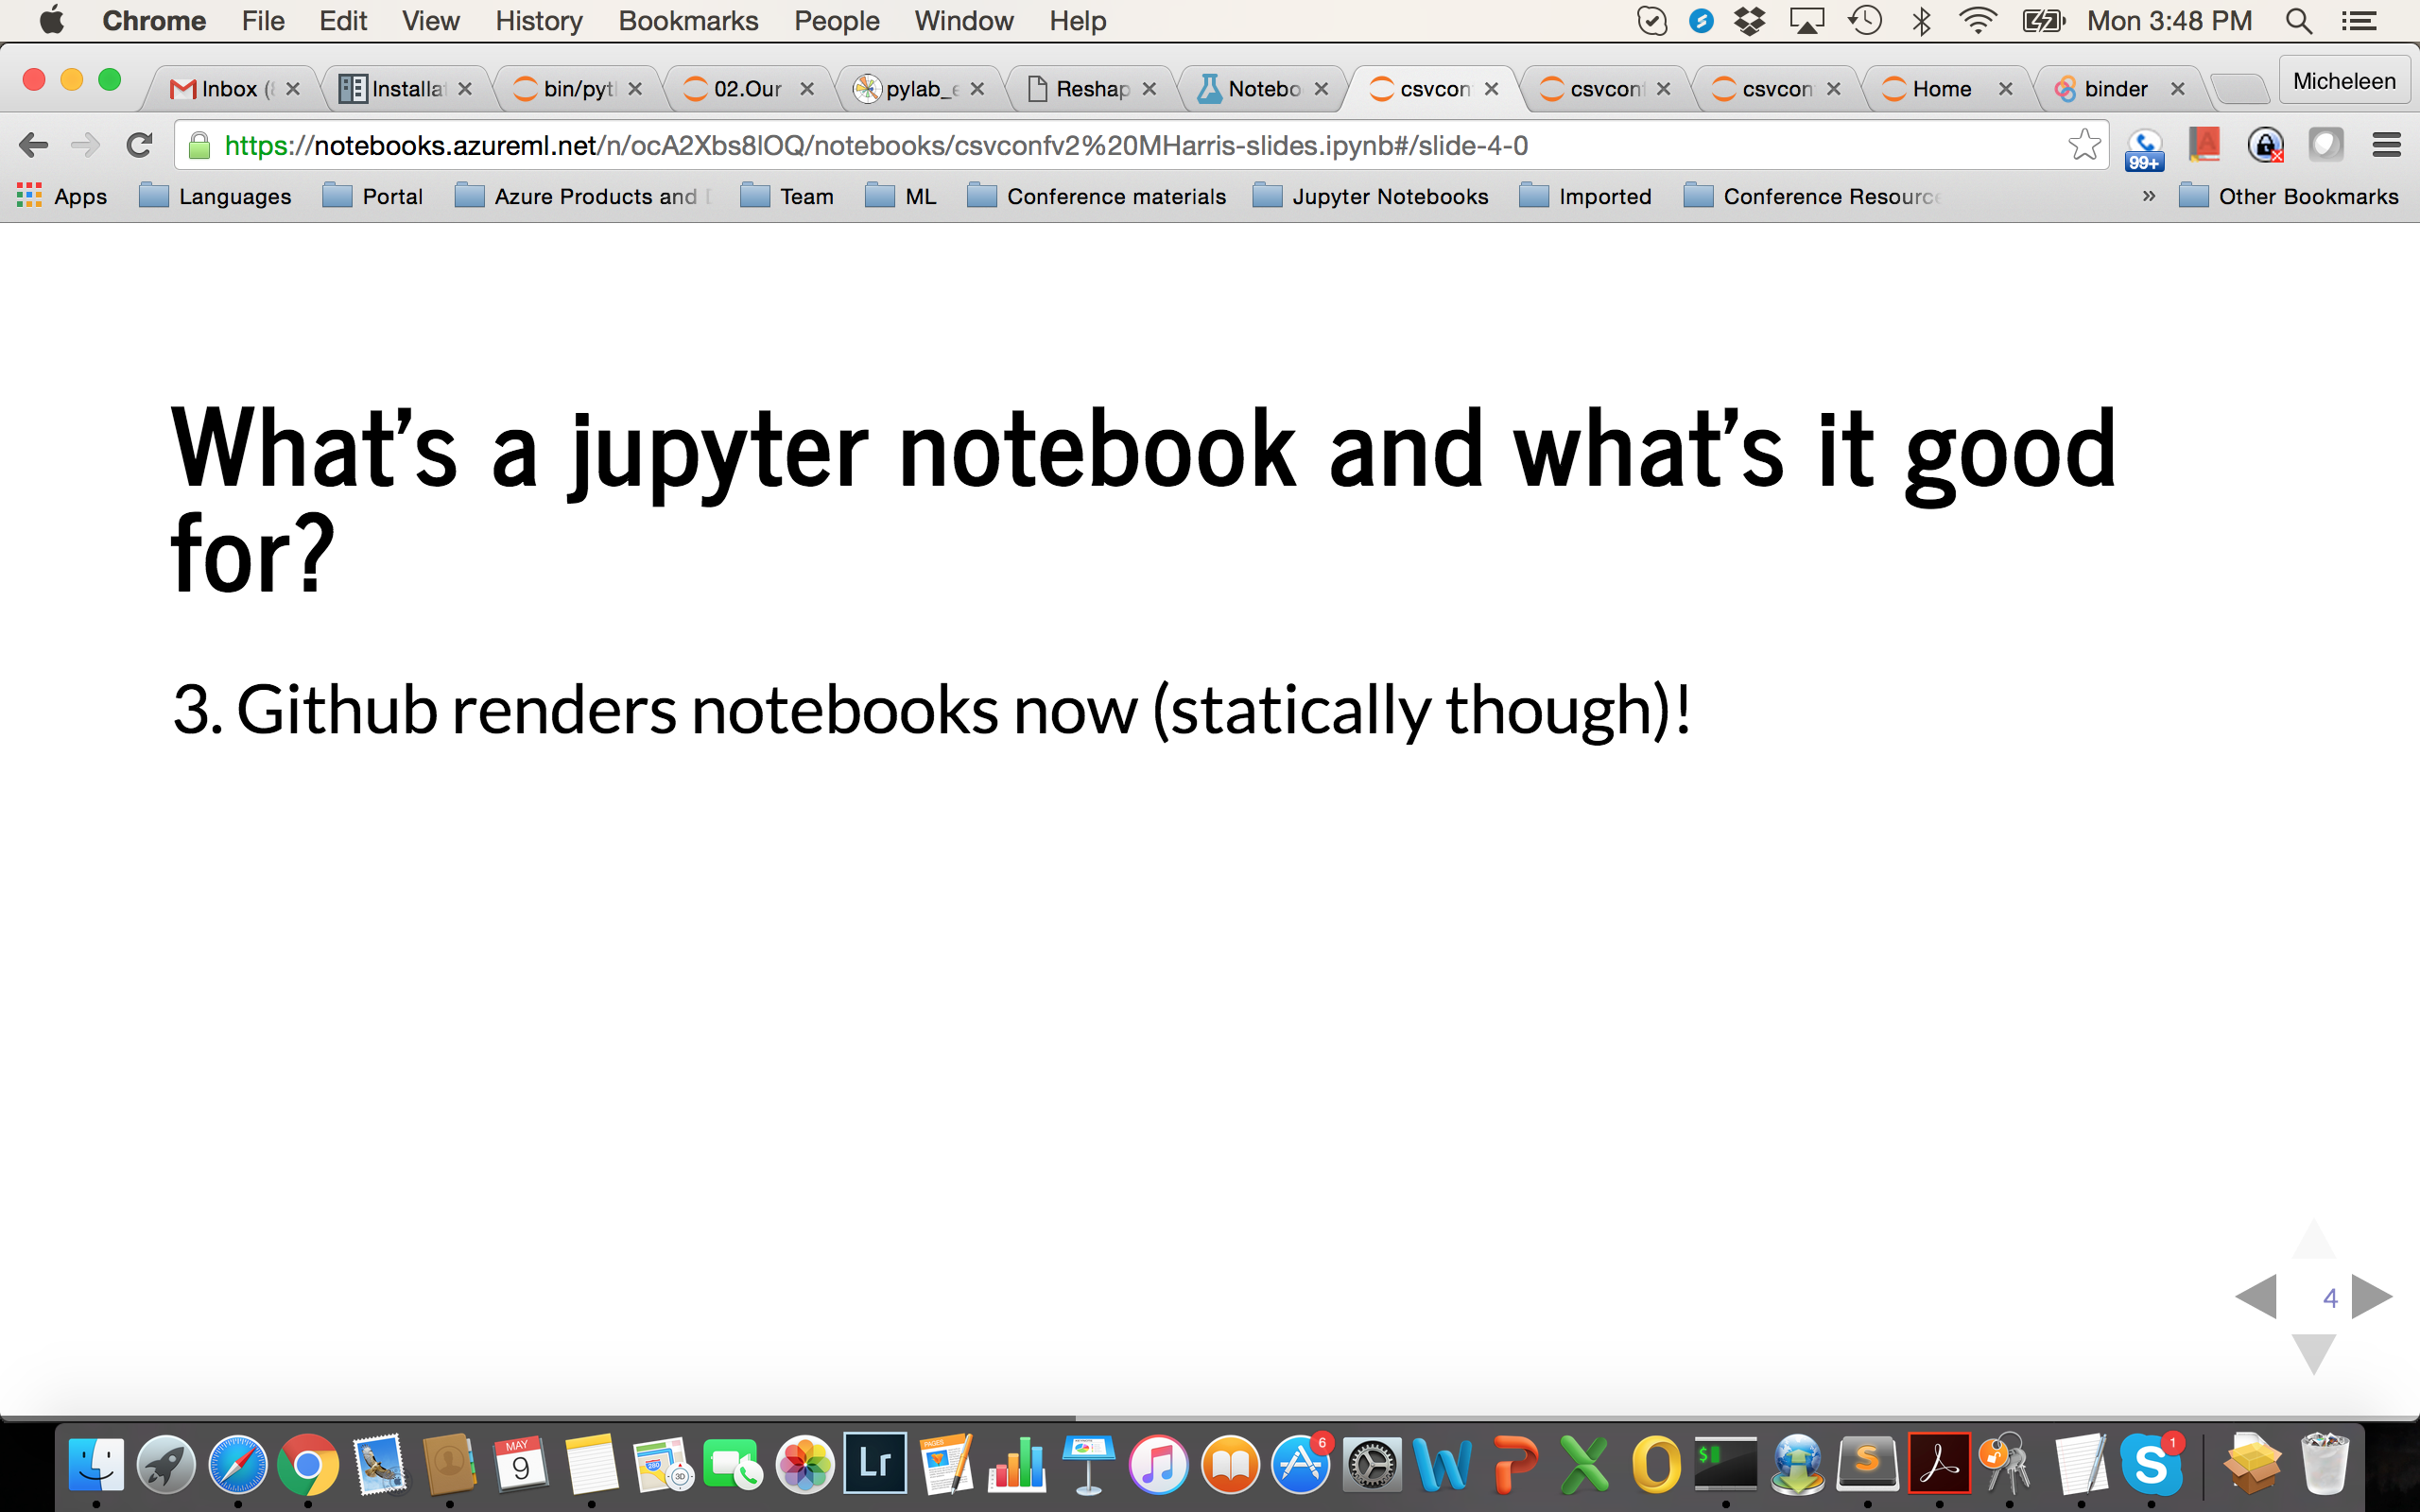 Chrome File Edit View History Bookmarks People Window Help Mon 3:48 PM
Inbox (
Installa
bin/pyt
02.Our
pylab_e
Reshap
Notebo
csvcon
csvcon
csvcon
Home
binder
Micheleen
https://notebooks.azureml.net/n/ocA2Xbs8lOQ/notebooks/csvconfv2%20MHarris-slides.ipynb#/slide-4-0
99+
Apps Languages Portal Azure Products and Team ML Conference materials Jupyter Notebooks Imported Conference Resource » Other Bookmarks
What's a jupyter notebook and what's it good
for?
3. Github renders notebooks now (statically though)!
4
MAY
9
3D
Lr
PAGES
6
W P X O
$
S
S
1